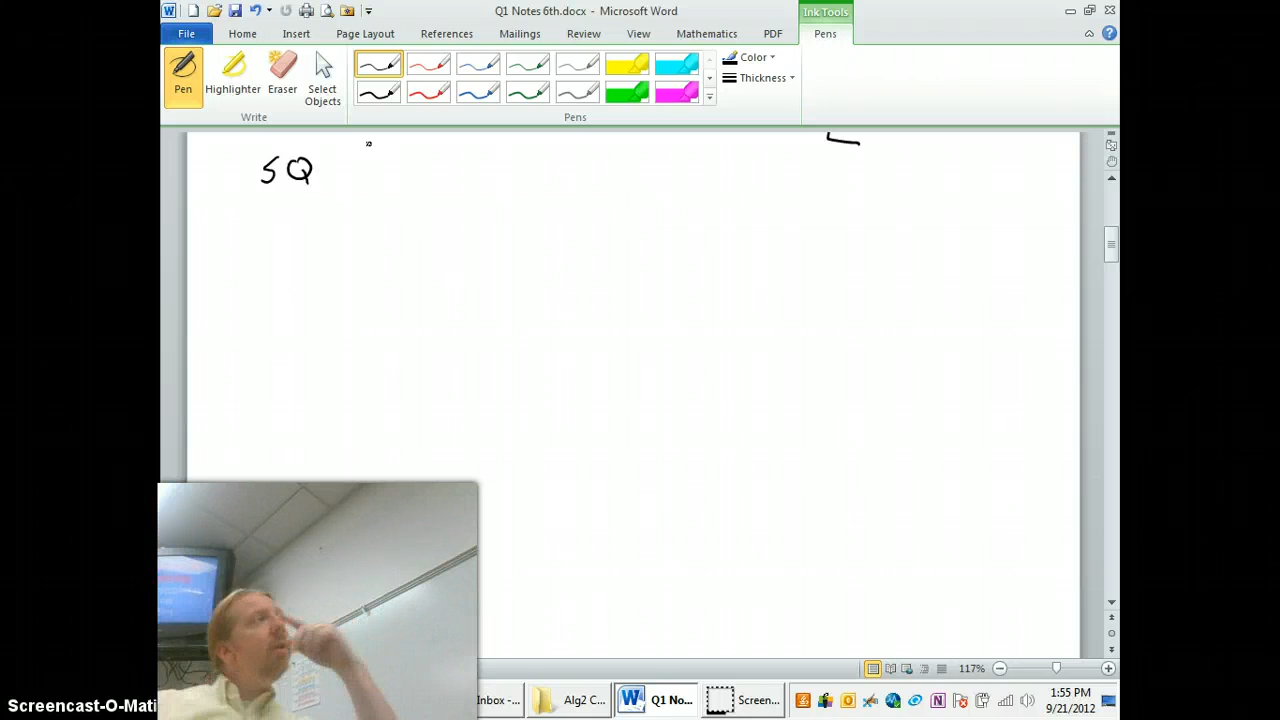 Q1 Notes 6th.docx - Microsoft Word
Ink Tools
File Home Insert Page Layout References Mailings Review View Mathematics PDF Pens
Pen Highlighter Eraser Select Objects
Color
Thickness
Write Pens
SQ
117%
Inbox -... Alg2 C... Q1 No... Screen...
1:55 PM
9/21/2012
Screencast-O-Mati